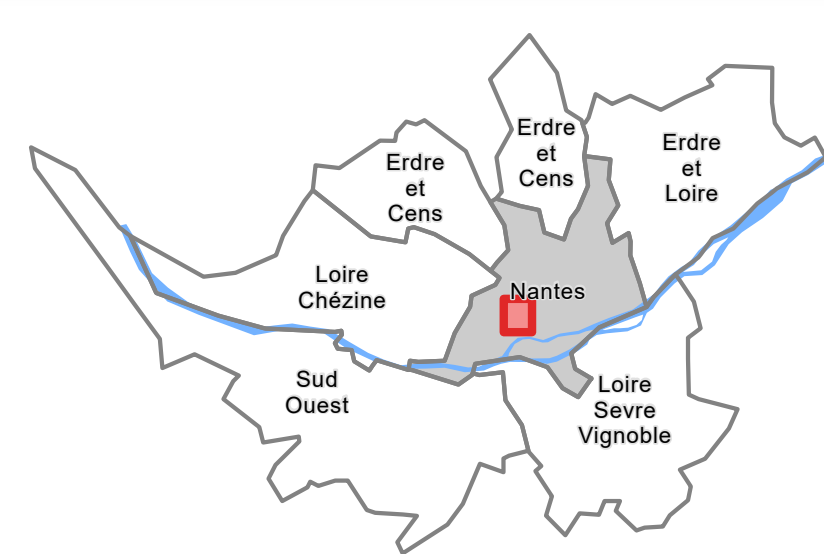 Erdre
et
Cens
Erdre
et
Loire
Erdre
et
Cens
Loire
Chézine
Nantes
Sud
Ouest
Loire
Sevre
Vignoble